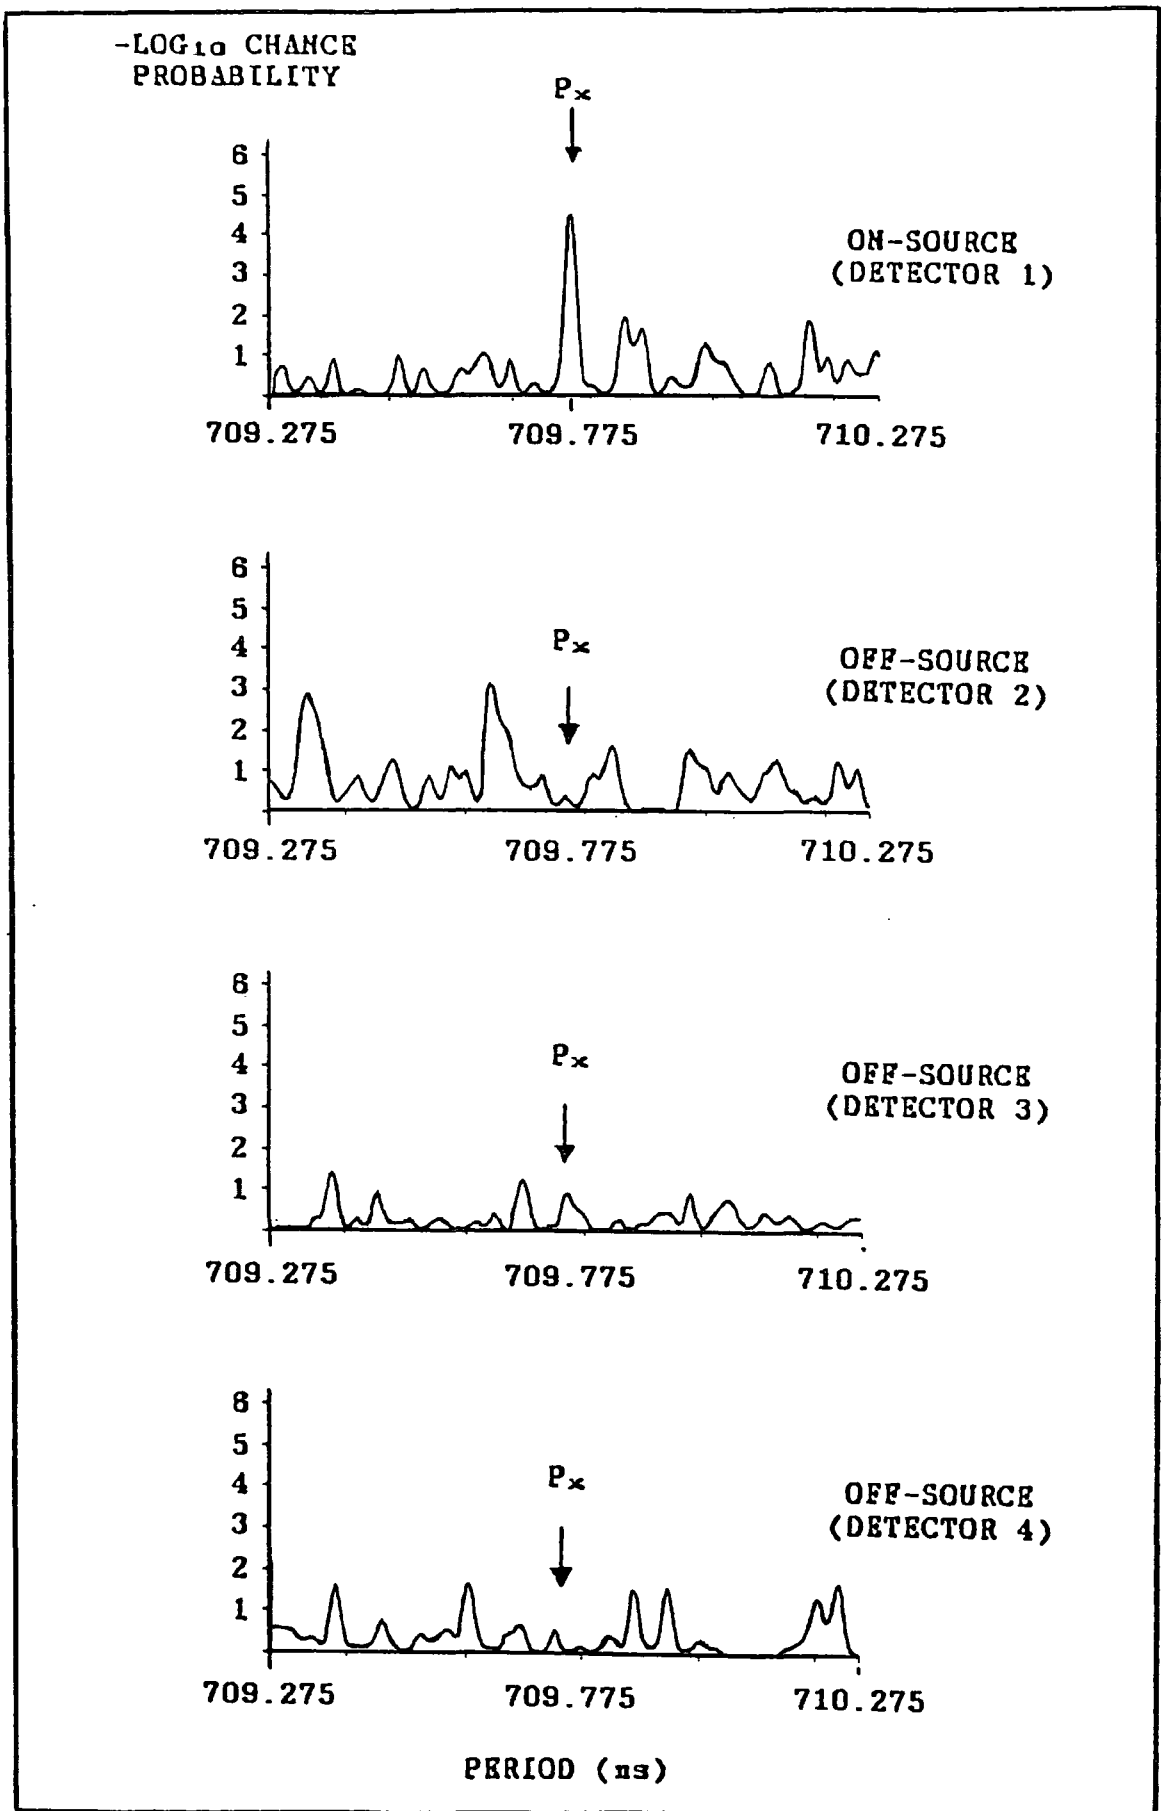 -LOG10 CHANCE
PROBABILITY
Px
6
5
4
3
2
1
ON-SOURCE
(DETECTOR 1)
709.275 709.775 710.275
6
5
4
3
2
1
Px
OFF-SOURCE
(DETECTOR 2)
709.275 709.775 710.275
6
5
4
3
2
1
Px
OFF-SOURCE
(DETECTOR 3)
709.275 709.775 710.275
6
5
4
3
2
1
Px
OFF-SOURCE
(DETECTOR 4)
709.275 709.775 710.275
PERIOD (ms)